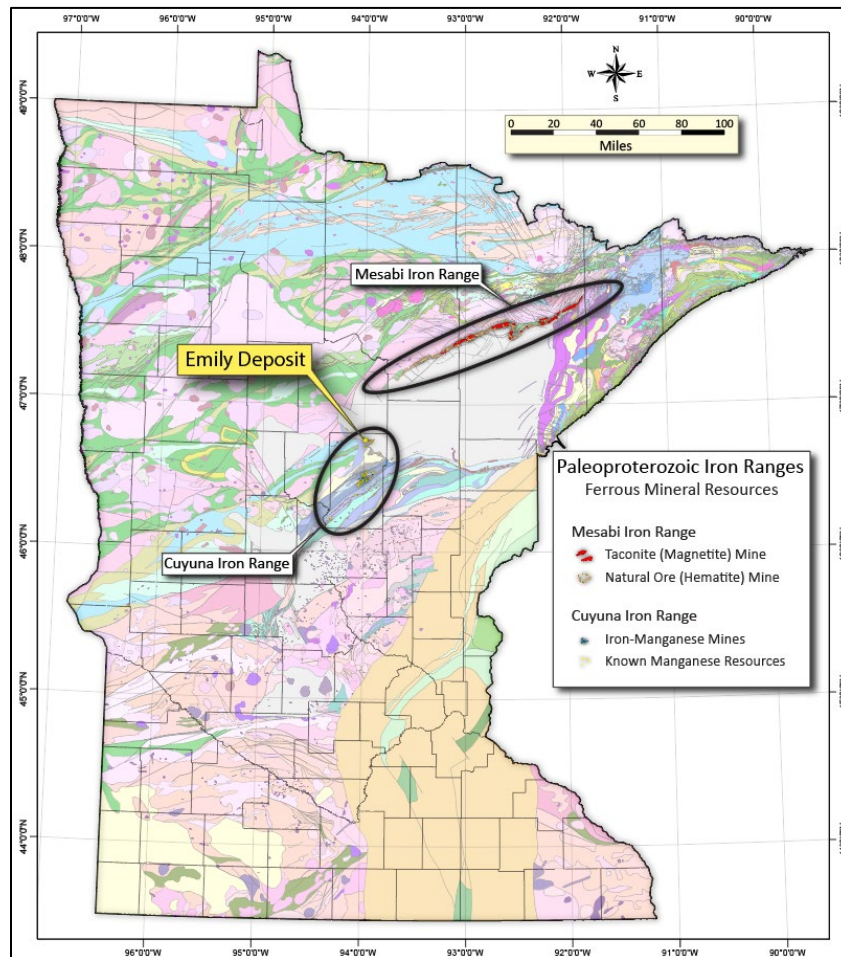 97°0'0"W 96°0'0"W 95°0'0"W 94°0'0"W 93°0'0"W 92°0'0"W 91°0'0"W 90°0'0"W
N
W E
S
0 20 40 60 80 100
Miles
49°0'0"N
48°0'0"N
Mesabi Iron Range
Emily Deposit
47°0'0"N
Paleoproterozoic Iron Ranges
Ferrous Mineral Resources
Mesabi Iron Range
Taconite (Magnetite) Mine
Natural Ore (Hematite) Mine
Cuyuna Iron Range
Iron-Manganese Mines
Known Manganese Resources
46°0'0"N
Cuyuna Iron Range
45°0'0"N
44°0'0"N
96°0'0"W 95°0'0"W 94°0'0"W 93°0'0"W 92°0'0"W 91°0'0"W 90°0'0"W